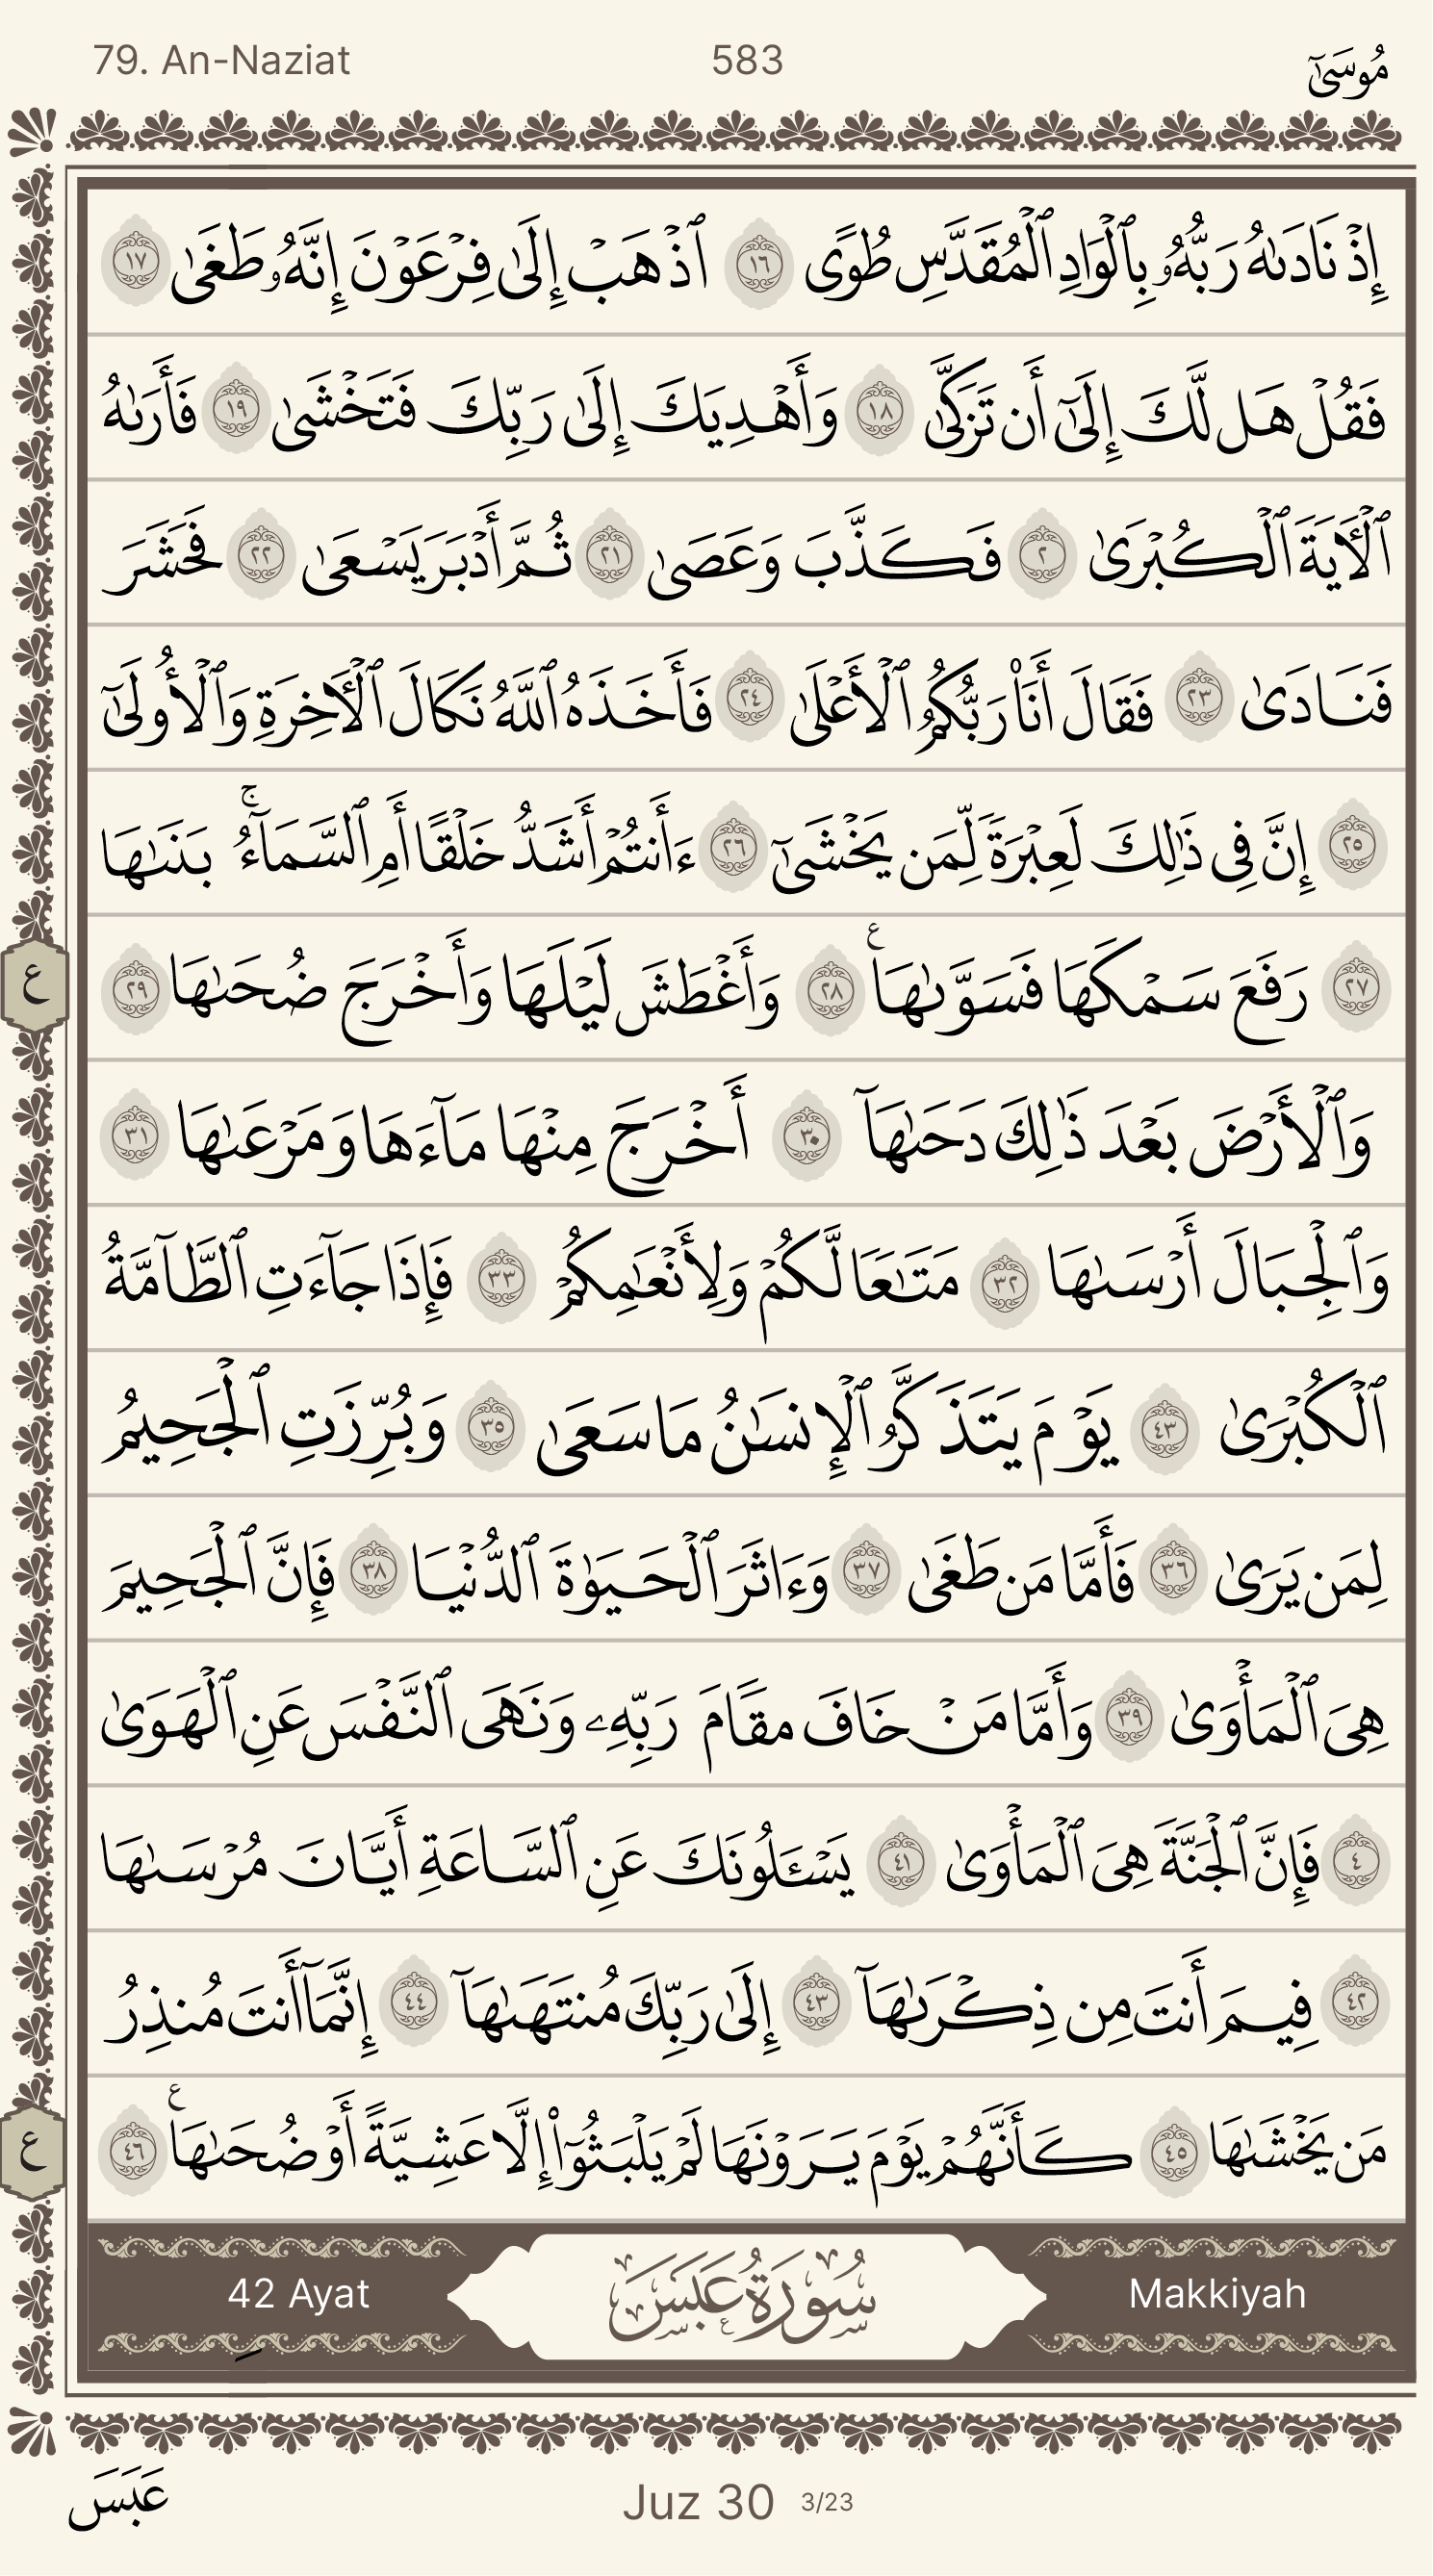 79. An-Naziat 583 مُوسَىٰٓ
إِذْ نَادَىٰهُ رَبُّهُۥ بِٱلْوَادِ ٱلْمُقَدَّسِ طُوًى ١٦ ٱذْهَبْ إِلَىٰ فِرْعَوْنَ إِنَّهُۥ طَغَىٰ ١٧
فَقُلْ هَل لَّكَ إِلَىٰٓ أَن تَزَكَّىٰ ١٨ وَأَهْدِيَكَ إِلَىٰ رَبِّكَ فَتَخْشَىٰ ١٩ فَأَرَىٰهُ
ٱلْأَيَةَ ٱلْكُبْرَىٰ ٢ فَكَذَّبَ وَعَصَىٰ ٢١ ثُمَّ أَدْبَرَ يَسْعَىٰ ٢٢ فَحَشَرَ
فَنَادَىٰ ٢٣ فَقَالَ أَنَا۠ رَبُّكُمُ ٱلْأَعْلَىٰ ٢٤ فَأَخَذَهُ ٱللَّهُ نَكَالَ ٱلْأَخِرَةِ وَٱلْأُولَىٰٓ
٢٥ إِنَّ فِى ذَٰلِكَ لَعِبْرَةً لِّمَن يَخْشَىٰٓ ٢٦ ءَأَنتُمْ أَشَدُّ خَلْقًا أَمِ ٱلسَّمَآءُ ۚ بَنَىٰهَا
٢٧ رَفَعَ سَمْكَهَا فَسَوَّىٰهَا ع ٢٨ وَأَغْطَشَ لَيْلَهَا وَأَخْرَجَ ضُحَىٰهَا ٢٩
ع
وَٱلْأَرْضَ بَعْدَ ذَٰلِكَ دَحَىٰهَآ ٣٠ أَخْرَجَ مِنْهَا مَآءَهَا وَمَرْعَىٰهَا ٣١
وَٱلْجِبَالَ أَرْسَىٰهَا ٣٢ مَتَٰعًا لَّكُمْ وَلِأَنْعَٰمِكُمْ ٣٣ فَإِذَا جَآءَتِ ٱلطَّآمَّةُ
ٱلْكُبْرَىٰ ٤٣ يَوْمَ يَتَذَكَّرُ ٱلْإِنسَٰنُ مَا سَعَىٰ ٣٥ وَبُرِّزَتِ ٱلْجَحِيمُ
لِمَن يَرَىٰ ٣٦ فَأَمَّا مَن طَغَىٰ ٣٧ وَءَاثَرَ ٱلْحَيَوٰةَ ٱلدُّنْيَا ٣٨ فَإِنَّ ٱلْجَحِيمَ
هِىَ ٱلْمَأْوَىٰ ٣٩ وَأَمَّا مَنْ خَافَ مَقَامَ رَبِّهِۦ وَنَهَى ٱلنَّفْسَ عَنِ ٱلْهَوَىٰ
٤ فَإِنَّ ٱلْجَنَّةَ هِىَ ٱلْمَأْوَىٰ ٤١ يَسْـَٔلُونَكَ عَنِ ٱلسَّاعَةِ أَيَّانَ مُرْسَىٰهَا
٤٢ فِيمَ أَنتَ مِن ذِكْرَىٰهَآ ٤٣ إِلَىٰ رَبِّكَ مُنتَهَىٰهَآ ٤٤ إِنَّمَآ أَنتَ مُنذِرُ
مَن يَخْشَىٰهَا ٤٥ كَأَنَّهُمْ يَوْمَ يَرَوْنَهَا لَمْ يَلْبَثُوٓا۟ إِلَّا عَشِيَّةً أَوْ ضُحَىٰهَا ع ٤٦
ع
42 Ayat سُورَةُ عَبَسَ Makkiyah
عَبَسَ Juz 30 3/23